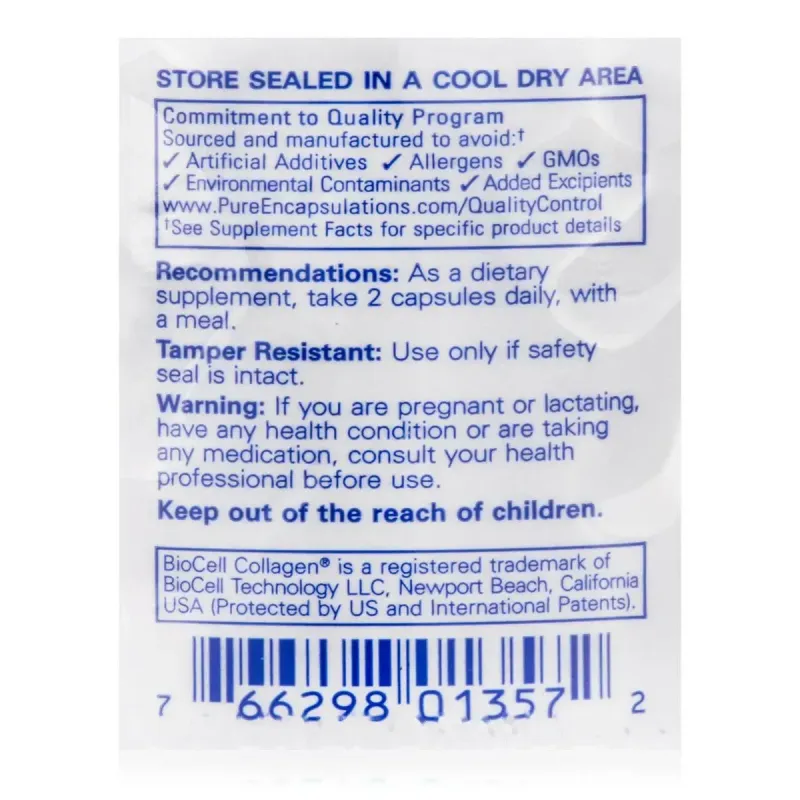 STORE SEALED IN A COOL DRY AREA
Commitment to Quality Program
Sourced and manufactured to avoid:†
✓ Artificial Additives ✓ Allergens ✓ GMOs
✓ Environmental Contaminants ✓ Added Excipients
www.PureEncapsulations.com/QualityControl
†See Supplement Facts for specific product details
Recommendations: As a dietary
supplement, take 2 capsules daily, with
a meal.
Tamper Resistant: Use only if safety
seal is intact.
Warning: If you are pregnant or lactating,
have any health condition or are taking
any medication, consult your health
professional before use.
Keep out of the reach of children.
BioCell Collagen® is a registered trademark of
BioCell Technology LLC, Newport Beach, California
USA (Protected by US and International Patents).
7 66298 01357 2